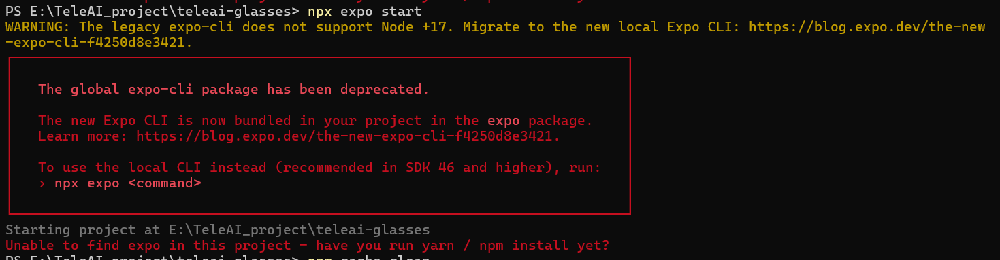 PS E:\TeleAI_project\teleai-glasses> npx expo start
WARNING: The legacy expo-cli does not support Node +17. Migrate to the new local Expo CLI: https://blog.expo.dev/the-new
-expo-cli-f4250d8e3421.
The global expo-cli package has been deprecated.
The new Expo CLI is now bundled in your project in the expo package.
Learn more: https://blog.expo.dev/the-new-expo-cli-f4250d8e3421.
To use the local CLI instead (recommended in SDK 46 and higher), run:
› npx expo <command>
Starting project at E:\TeleAI_project\teleai-glasses
Unable to find expo in this project - have you run yarn / npm install yet?
PS E:\TeleAI_project\teleai-glasses> npm cache clean